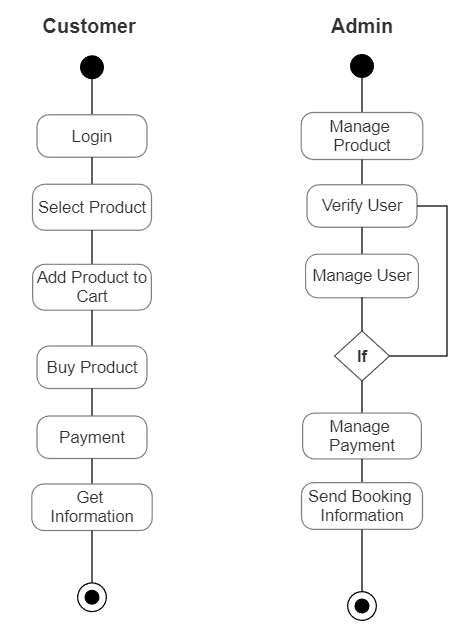 Customer
Login
Select Product
Add Product to
Cart
Buy Product
Payment
Get
Information
Admin
Manage
Product
Verify User
Manage User
If
Manage
Payment
Send Booking
Information